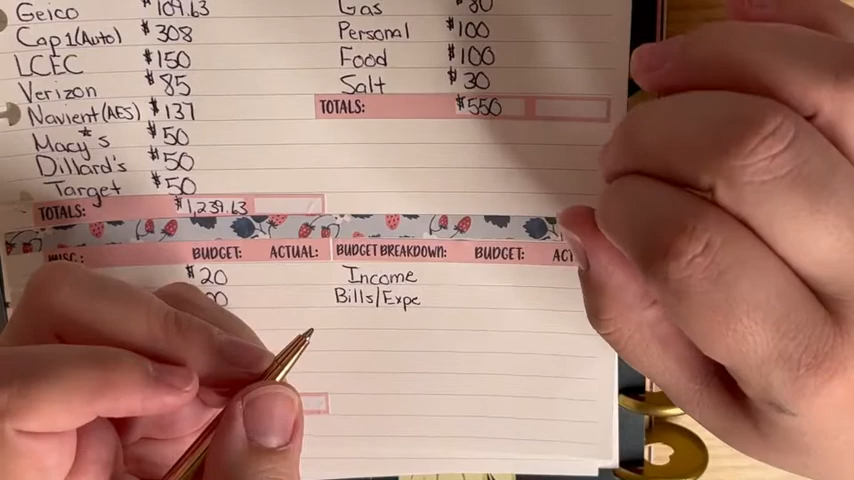 Geico $109.63
Cap1(Auto) $308
LCEC $150
Verizon $85
Navient(AES) $137
Macy's $50
Dillard's $50
Target $50
TOTALS: $1,239.63
Gas $80
Personal $100
Food $100
Salt $30
TOTALS: $550
MISC: BUDGET: ACTUAL:
$20
BUDGET BREAKDOWN: BUDGET:
Income
Bills/Expe